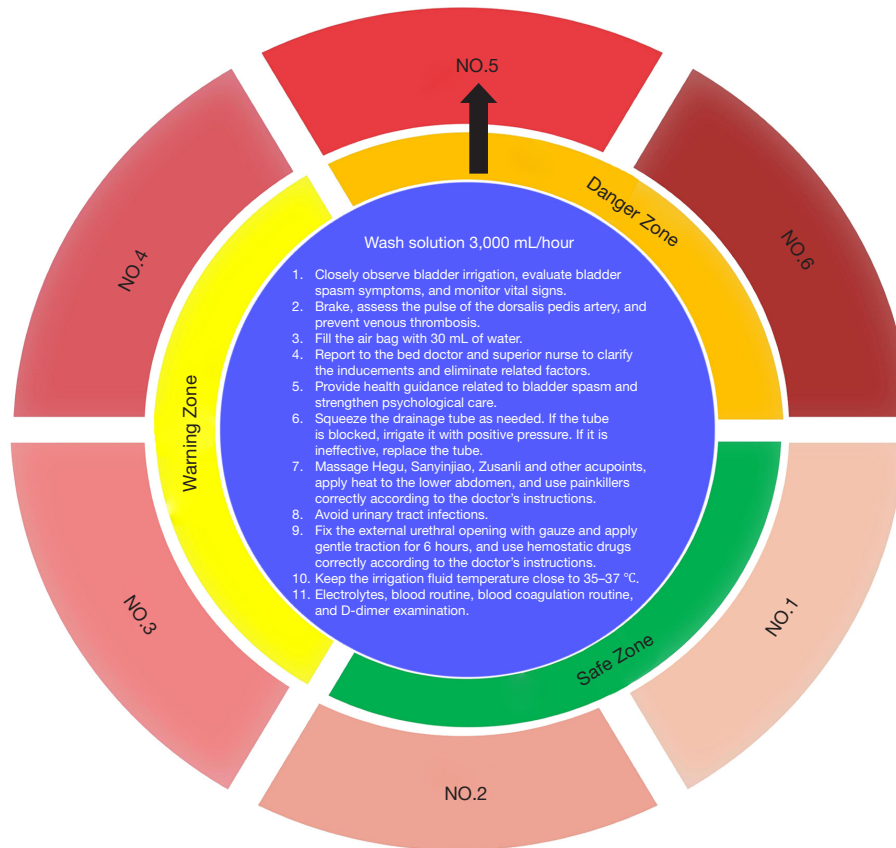 NO.5
NO.4
NO.6
Danger Zone
Wash solution 3,000 mL/hour
1. Closely observe bladder irrigation, evaluate bladder
spasm symptoms, and monitor vital signs.
2. Brake, assess the pulse of the dorsalis pedis artery, and
prevent venous thrombosis.
3. Fill the air bag with 30 mL of water.
4. Report to the bed doctor and superior nurse to clarify
the inducements and eliminate related factors.
5. Provide health guidance related to bladder spasm and
strengthen psychological care.
6. Squeeze the drainage tube as needed. If the tube
is blocked, irrigate it with positive pressure. If it is
ineffective, replace the tube.
7. Massage Hegu, Sanyinjiao, Zusanli and other acupoints,
apply heat to the lower abdomen, and use painkillers
correctly according to the doctor's instructions.
8. Avoid urinary tract infections.
9. Fix the external urethral opening with gauze and apply
gentle traction for 6 hours, and use hemostatic drugs
correctly according to the doctor's instructions.
10. Keep the irrigation fluid temperature close to 35–37 ℃.
11. Electrolytes, blood routine, blood coagulation routine,
and D-dimer examination.
Warning Zone
NO.3
NO.1
Safe Zone
NO.2